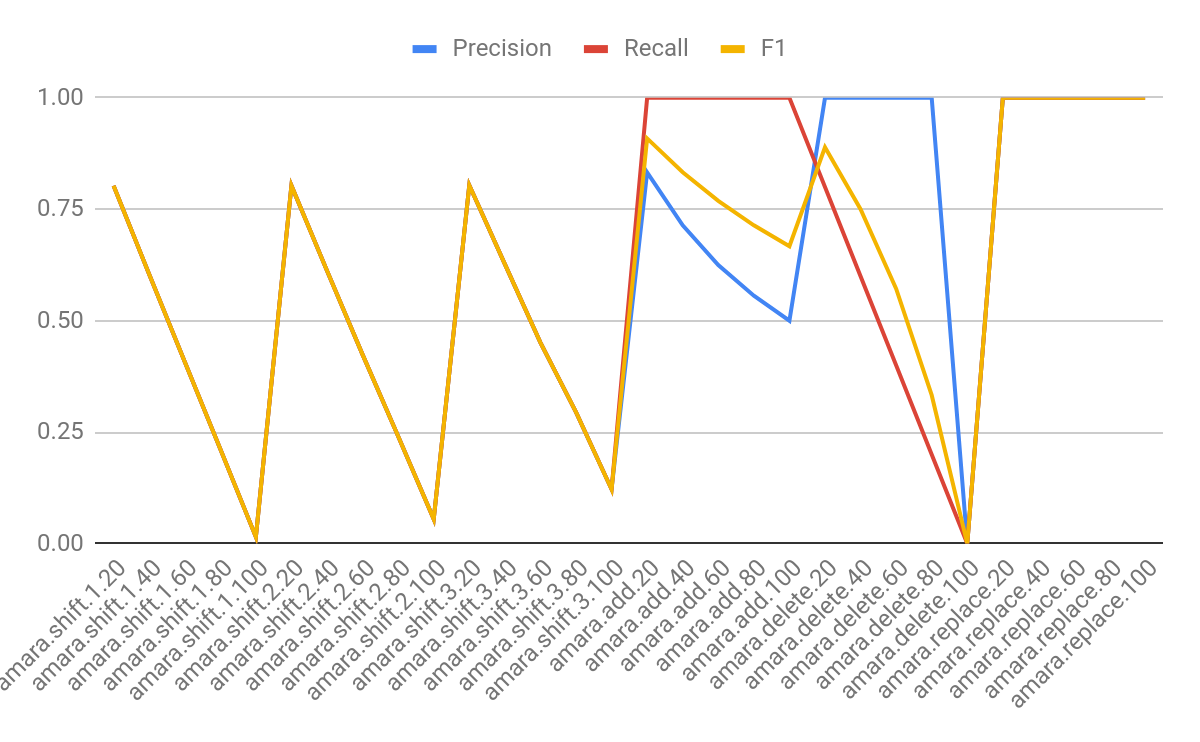 Precision Recall F1
1.00
0.75
0.50
0.25
0.00
amara.shift.1.20
amara.shift.1.40
amara.shift.1.60
amara.shift.1.80
amara.shift.1.100
amara.shift.2.20
amara.shift.2.40
amara.shift.2.60
amara.shift.2.80
amara.shift.2.100
amara.shift.3.20
amara.shift.3.40
amara.shift.3.60
amara.shift.3.80
amara.shift.3.100
amara.add.20
amara.add.40
amara.add.60
amara.add.80
amara.add.100
amara.delete.20
amara.delete.40
amara.delete.60
amara.delete.80
amara.delete.100
amara.replace.20
amara.replace.40
amara.replace.60
amara.replace.80
amara.replace.100